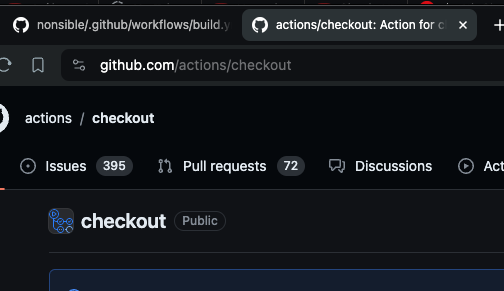 nonsible/.github/workflows/build.y
actions/checkout: Action for c
github.com/actions/checkout
actions / checkout
Issues 395 Pull requests 72 Discussions Act
checkout Public